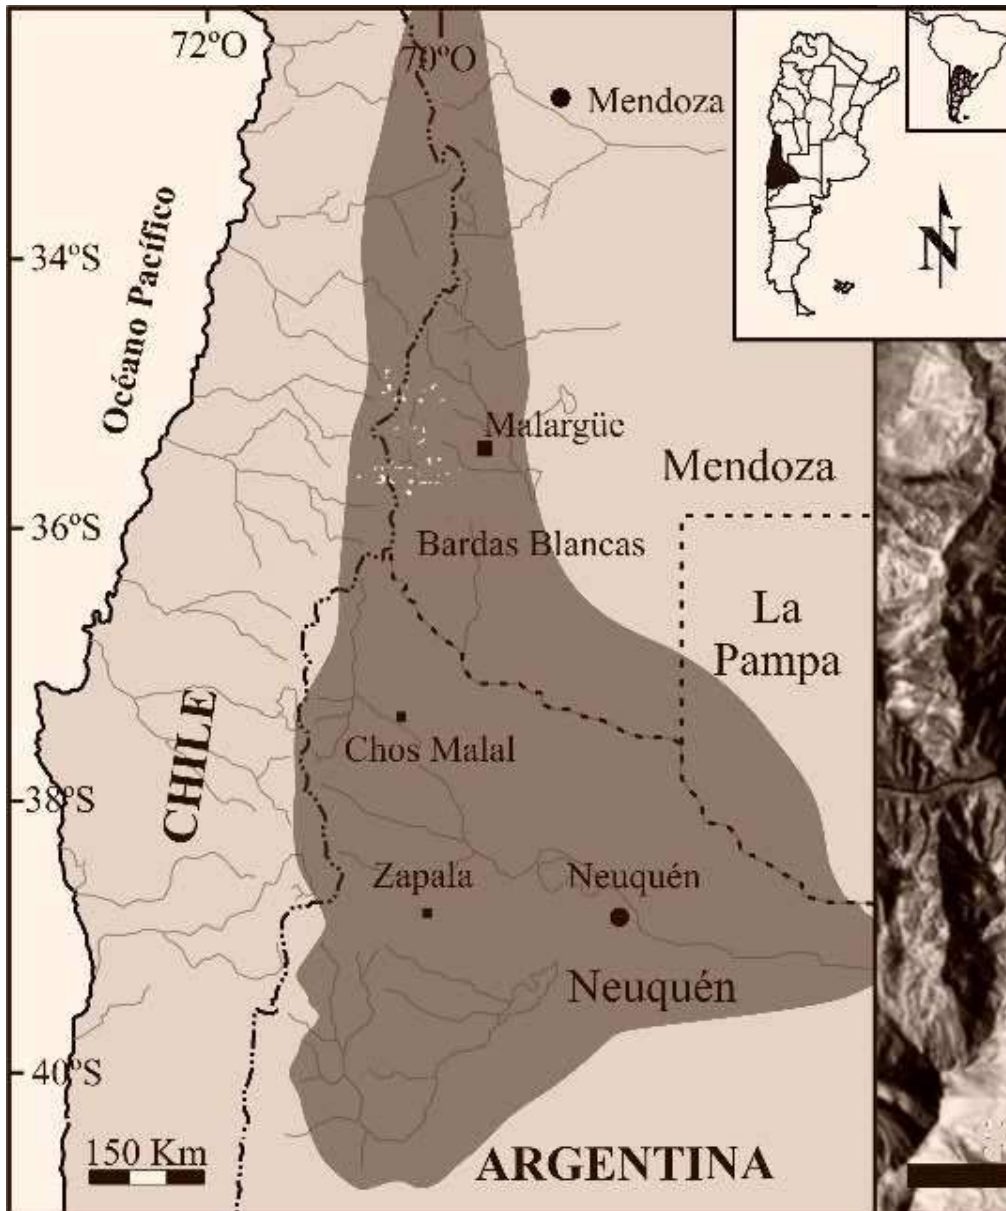 72ºO
70ºO
Mendoza
N
34ºS
Océano Pacífico
Malargüe
Mendoza
36ºS
Bardas Blancas
La
Pampa
CHILE
Chos Malal
38ºS
Zapala
Neuquén
Neuquén
40ºS
150 Km
ARGENTINA